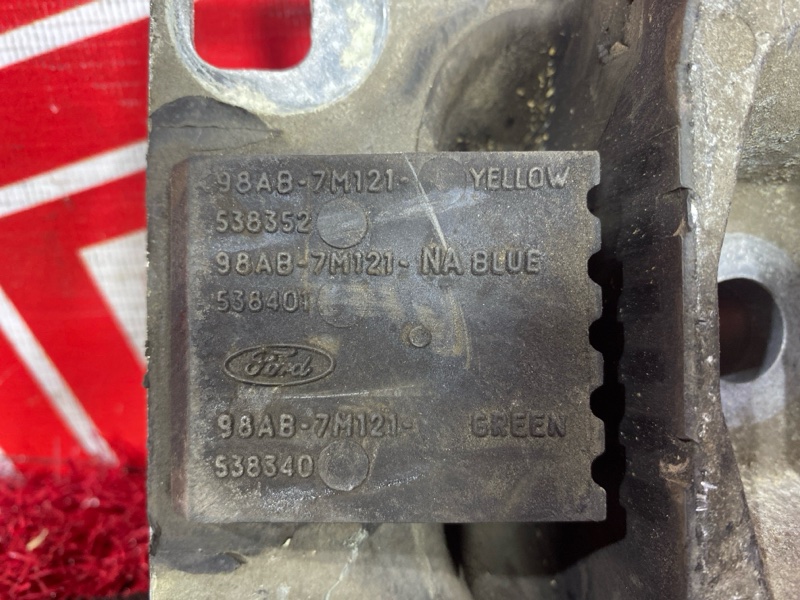 98AB-7M121- YELLOW
538352
98AB-7M121- NA BLUE
538401
Ford
98AB-7M121- GREEN
538340